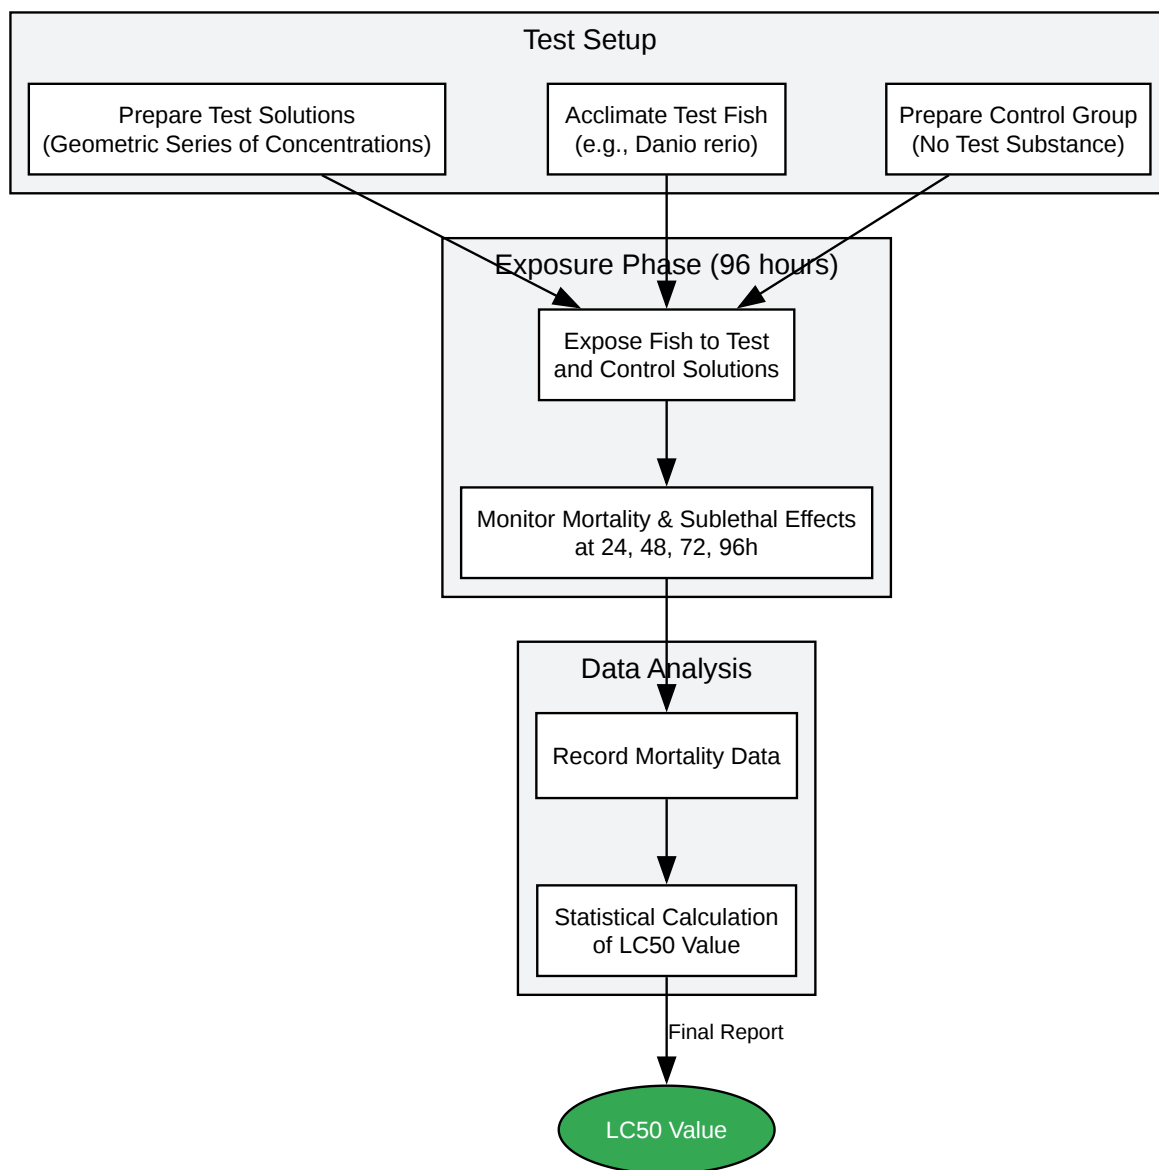 Test Setup
Prepare Test Solutions
(Geometric Series of Concentrations)
Acclimate Test Fish
(e.g., Danio rerio)
Prepare Control Group
(No Test Substance)
Exposure Phase (96 hours)
Expose Fish to Test
and Control Solutions
Monitor Mortality & Sublethal Effects
at 24, 48, 72, 96h
Data Analysis
Record Mortality Data
Statistical Calculation
of LC50 Value
Final Report
LC50 Value